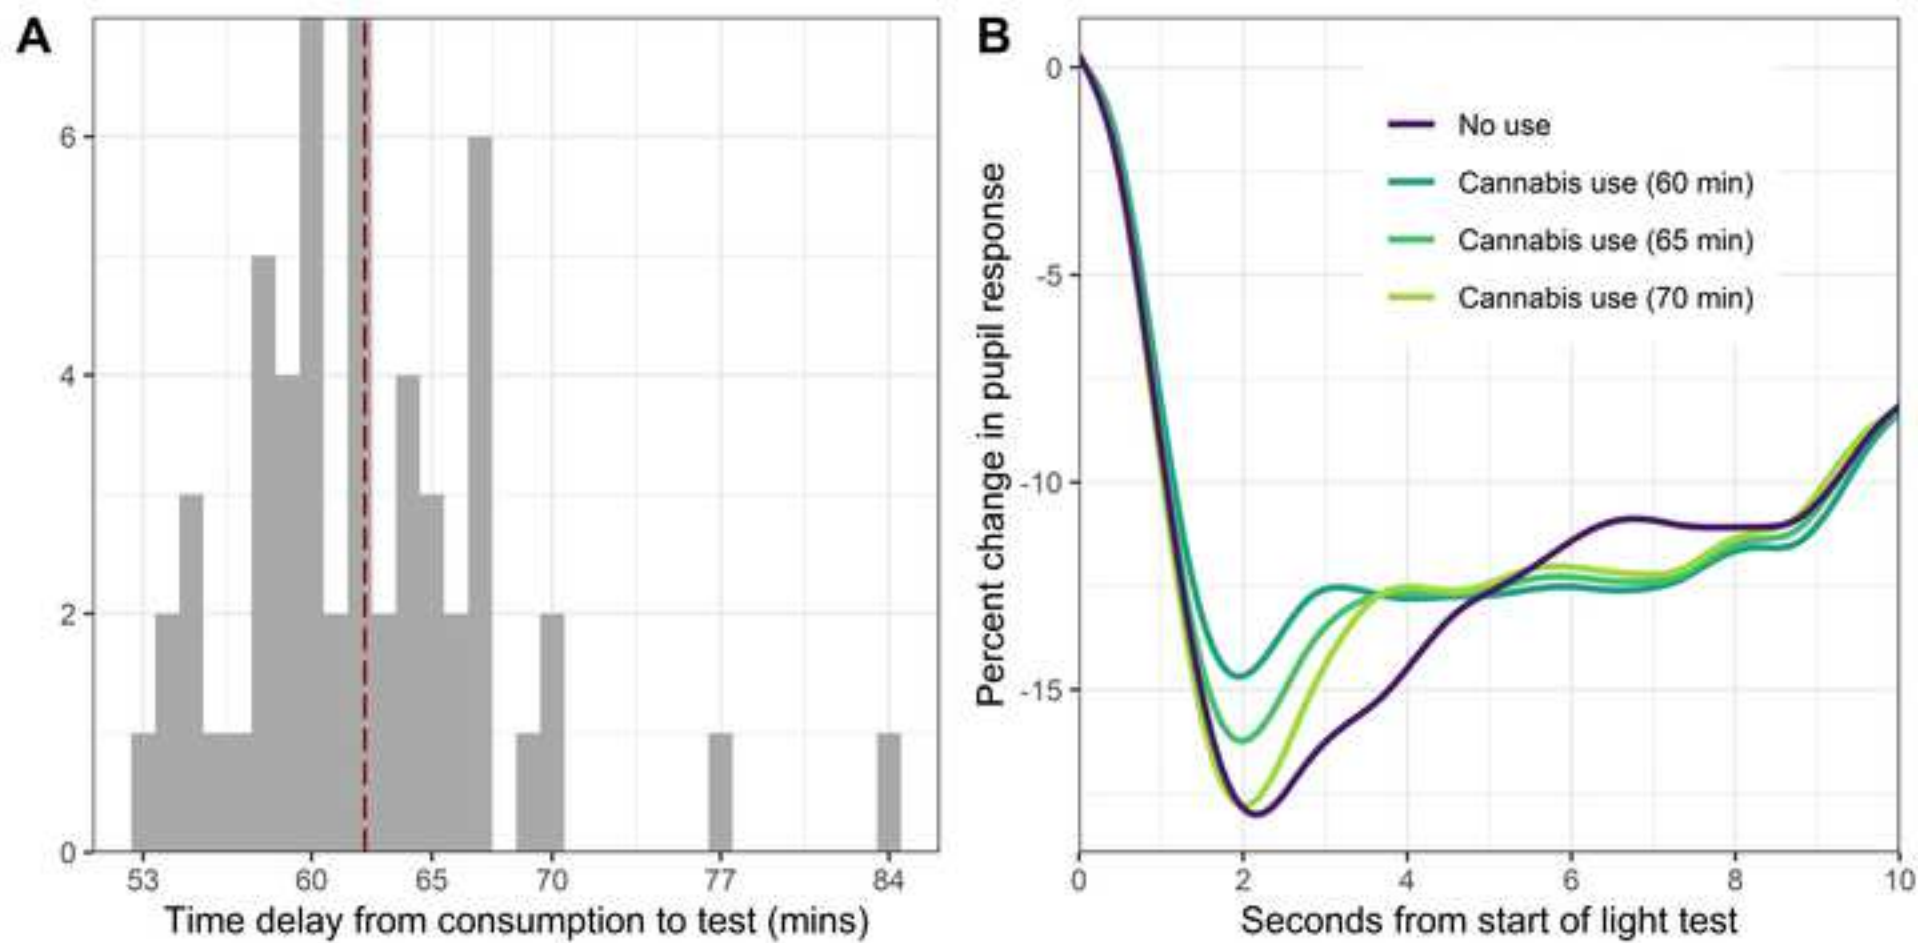 A
6
4
2
0
53 60 65 70 77 84
Time delay from consumption to test (mins)
B
Percent change in pupil response
0
-5
-10
-15
No use
Cannabis use (60 min)
Cannabis use (65 min)
Cannabis use (70 min)
0 2 4 6 8 10
Seconds from start of light test